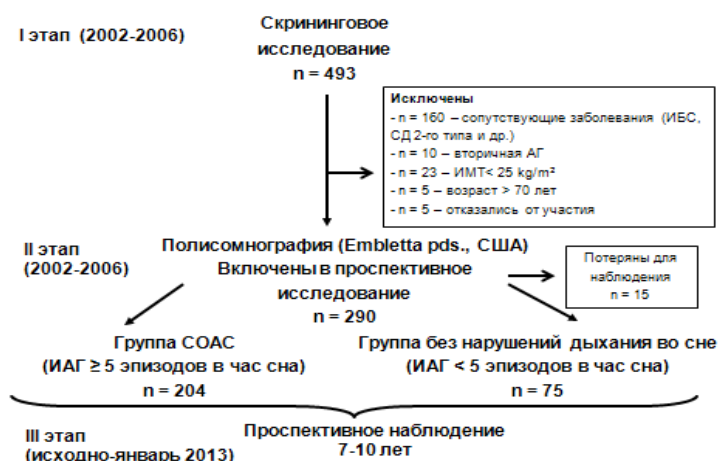 I этап (2002-2006)
Скрининговое
исследование
n = 493
Исключены
- n = 160 – сопутствующие заболевания (ИБС,
СД 2-го типа и др.)
- n = 10 – вторичная АГ
- n = 23 – ИМТ< 25 kg/m²
- n = 5 – возраст > 70 лет
- n = 5 – отказались от участия
II этап
(2002-2006)
Полисомнография (Embletta pds., США)
Включены в проспективное
исследование
n = 290
Потеряны для
наблюдения
n = 15
Группа СОАС
(ИАГ ≥ 5 эпизодов в час сна)
n = 204
Группа без нарушений дыхания во сне
(ИАГ < 5 эпизодов в час сна)
n = 75
III этап
(исходно-январь 2013)
Проспективное наблюдение
7-10 лет